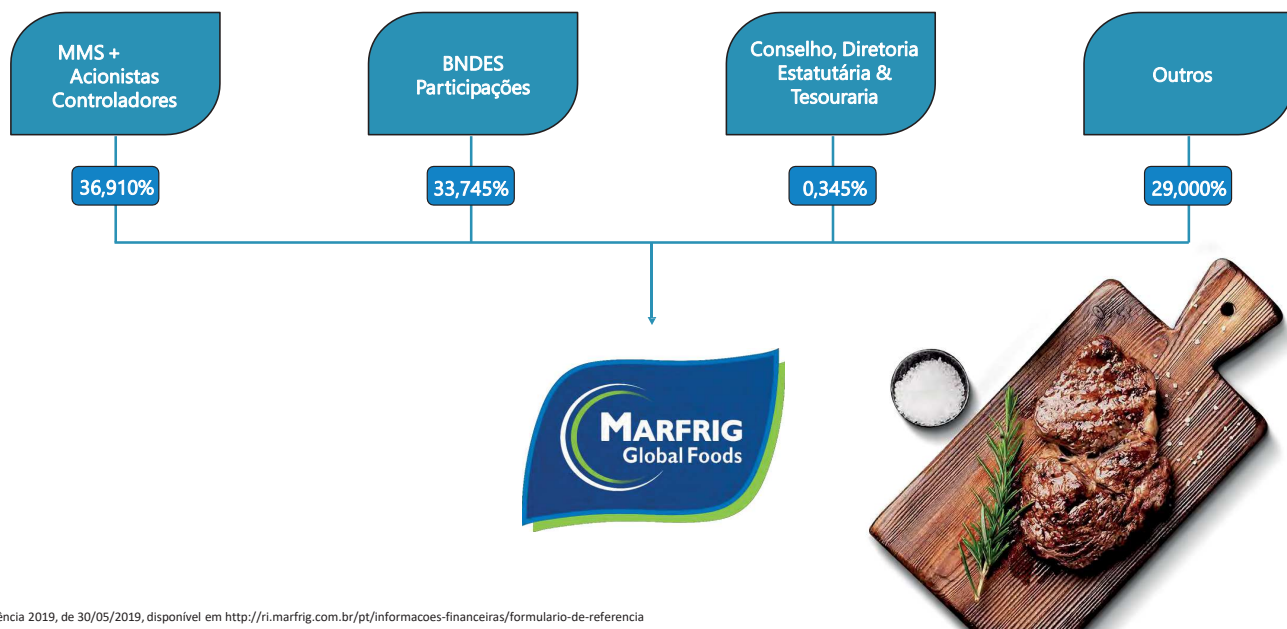 MMS +
Acionistas
Controladores
BNDES
Participações
Conselho, Diretoria
Estatutária &
Tesouraria
Outros
36,910%
33,745%
0,345%
29,000%
MARFRIG
Global Foods
ência 2019, de 30/05/2019, disponível em http://ri.marfrig.com.br/pt/informacoes-financeiras/formulario-de-referencia